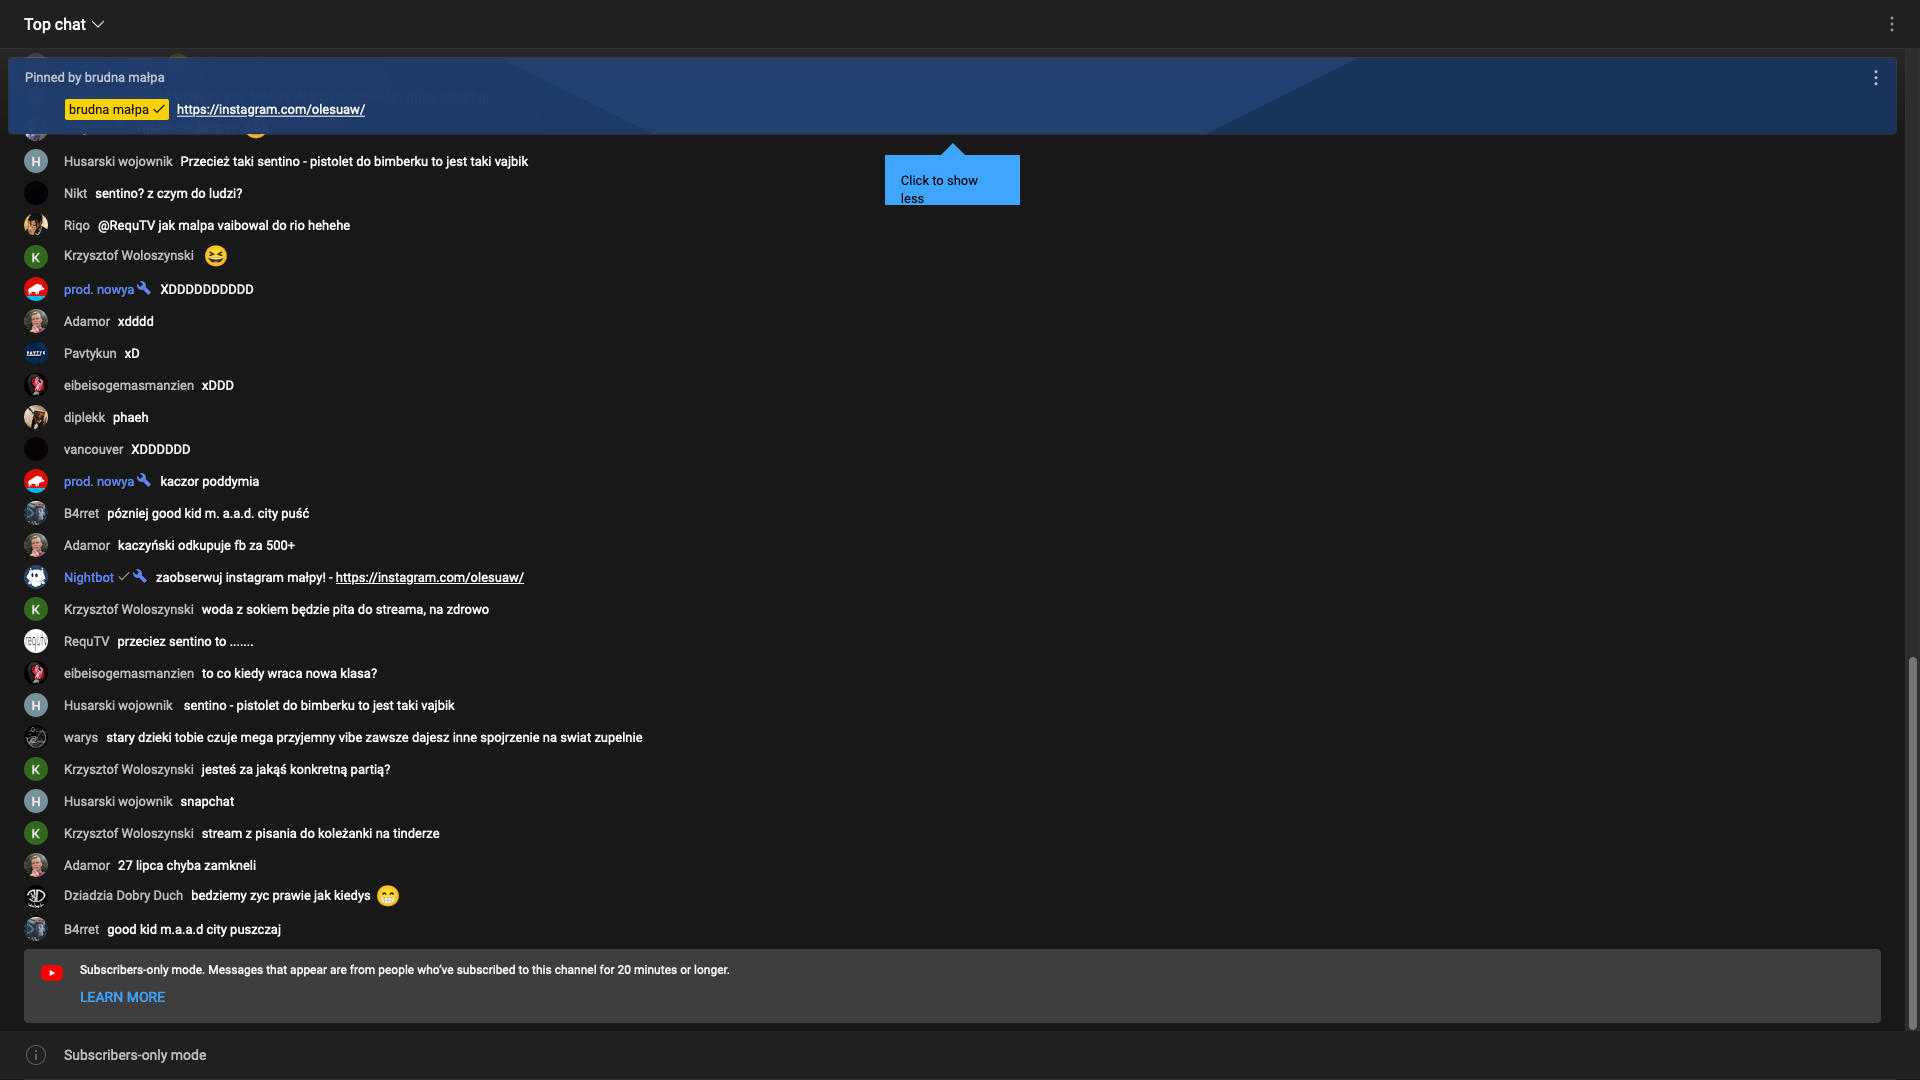 Top chat
Pinned by brudna małpa
brudna małpa https://instagram.com/olesuaw/
H Husarski wojownik Przecież taki sentino - pistolet do bimberku to jest taki vajbik
Click to show
less
Nikt sentino? z czym do ludzi?
Riqo @RequTV jak malpa vaibowal do rio hehehe
K Krzysztof Woloszynski 😆
prod. nowya XDDDDDDDDDD
Adamor xdddd
Pavtykun xD
eibeisogemasmanzien xDDD
diplekk phaeh
vancouver XDDDDDD
prod. nowya kaczor poddymia
B4rret pózniej good kid m. a.a.d. city puść
Adamor kaczyński odkupuje fb za 500+
Nightbot zaobserwuj instagram małpy! - https://instagram.com/olesuaw/
K Krzysztof Woloszynski woda z sokiem będzie pita do streama, na zdrowo
RequTV przeciez sentino to .......
eibeisogemasmanzien to co kiedy wraca nowa klasa?
H Husarski wojownik sentino - pistolet do bimberku to jest taki vajbik
warys stary dzieki tobie czuje mega przyjemny vibe zawsze dajesz inne spojrzenie na swiat zupelnie
K Krzysztof Woloszynski jesteś za jakąś konkretną partią?
H Husarski wojownik snapchat
K Krzysztof Woloszynski stream z pisania do koleżanki na tinderze
Adamor 27 lipca chyba zamkneli
Dziadzia Dobry Duch bedziemy zyc prawie jak kiedys 😁
B4rret good kid m.a.a.d city puszczaj
Subscribers-only mode. Messages that appear are from people who've subscribed to this channel for 20 minutes or longer.
LEARN MORE
Subscribers-only mode